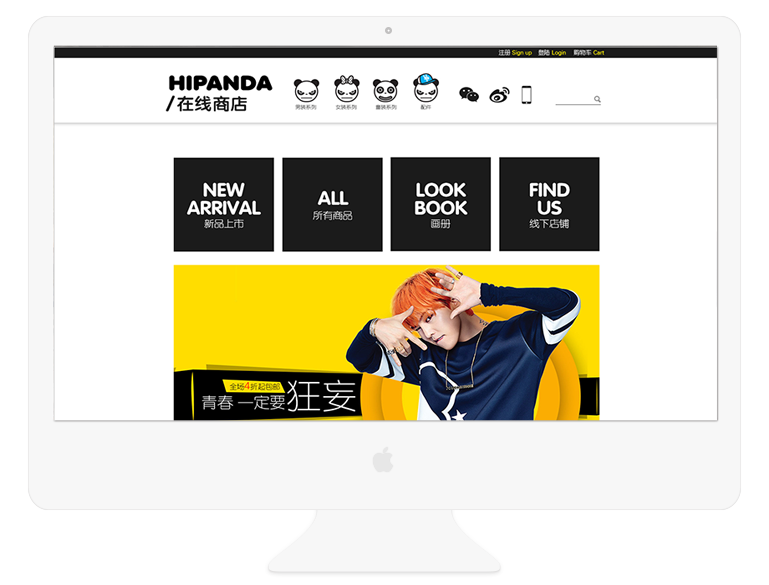 注册 Sign up 登陆 Login 购物车 Cart
HIPANDA
/在线商店
男装系列 女装系列 童装系列 配件
NEW
ARRIVAL
新品上市
ALL
所有商品
LOOK
BOOK
画册
FIND
US
线下店铺
全场4折起包邮
青春 一定要 狂妄